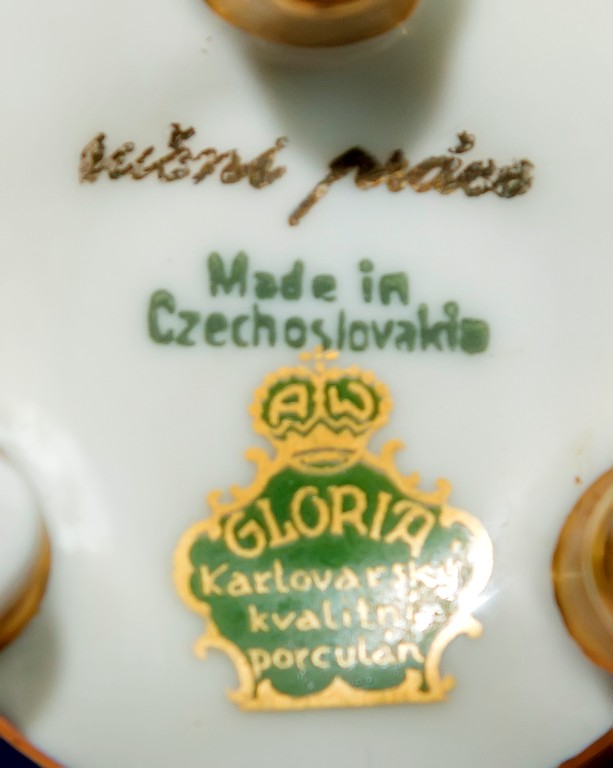 ruční práce
Made in
Czechoslovakia
AW
GLORIA
Karlovarský
kvalitní
porculán